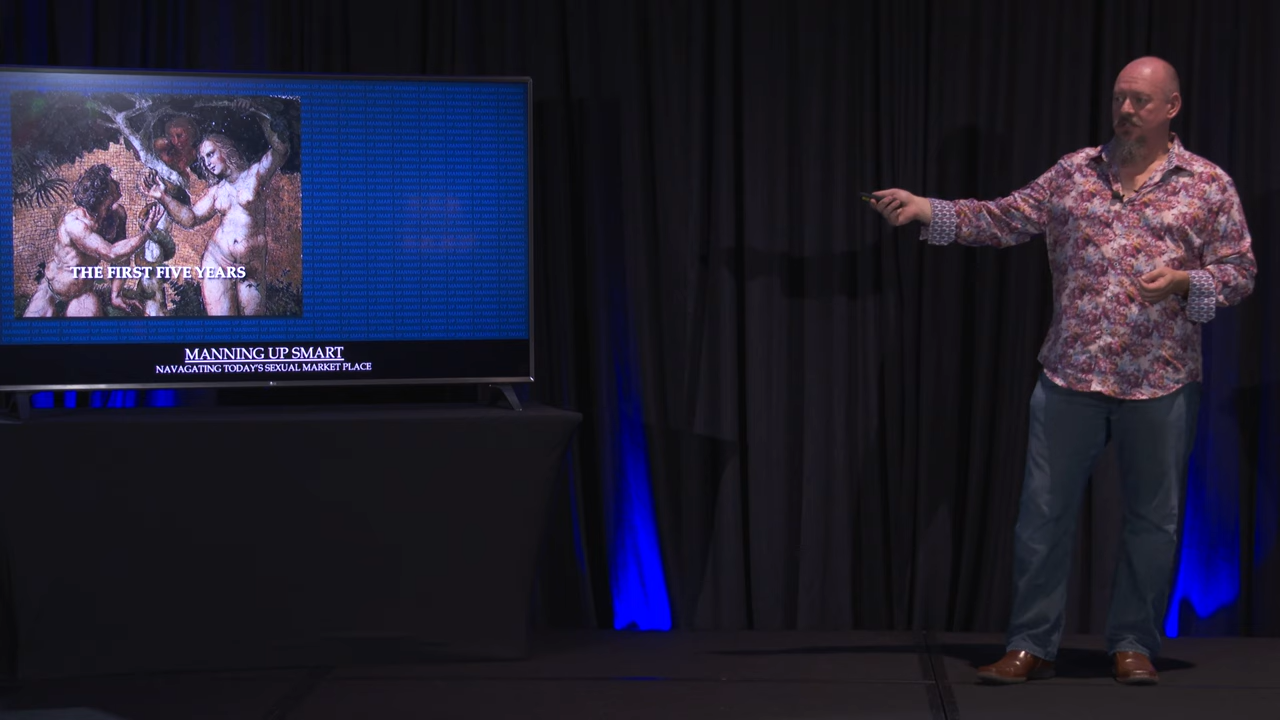 THE FIRST FIVE YEARS
MANNING UP SMART
NAVAGATING TODAY'S SEXUAL MARKET PLACE